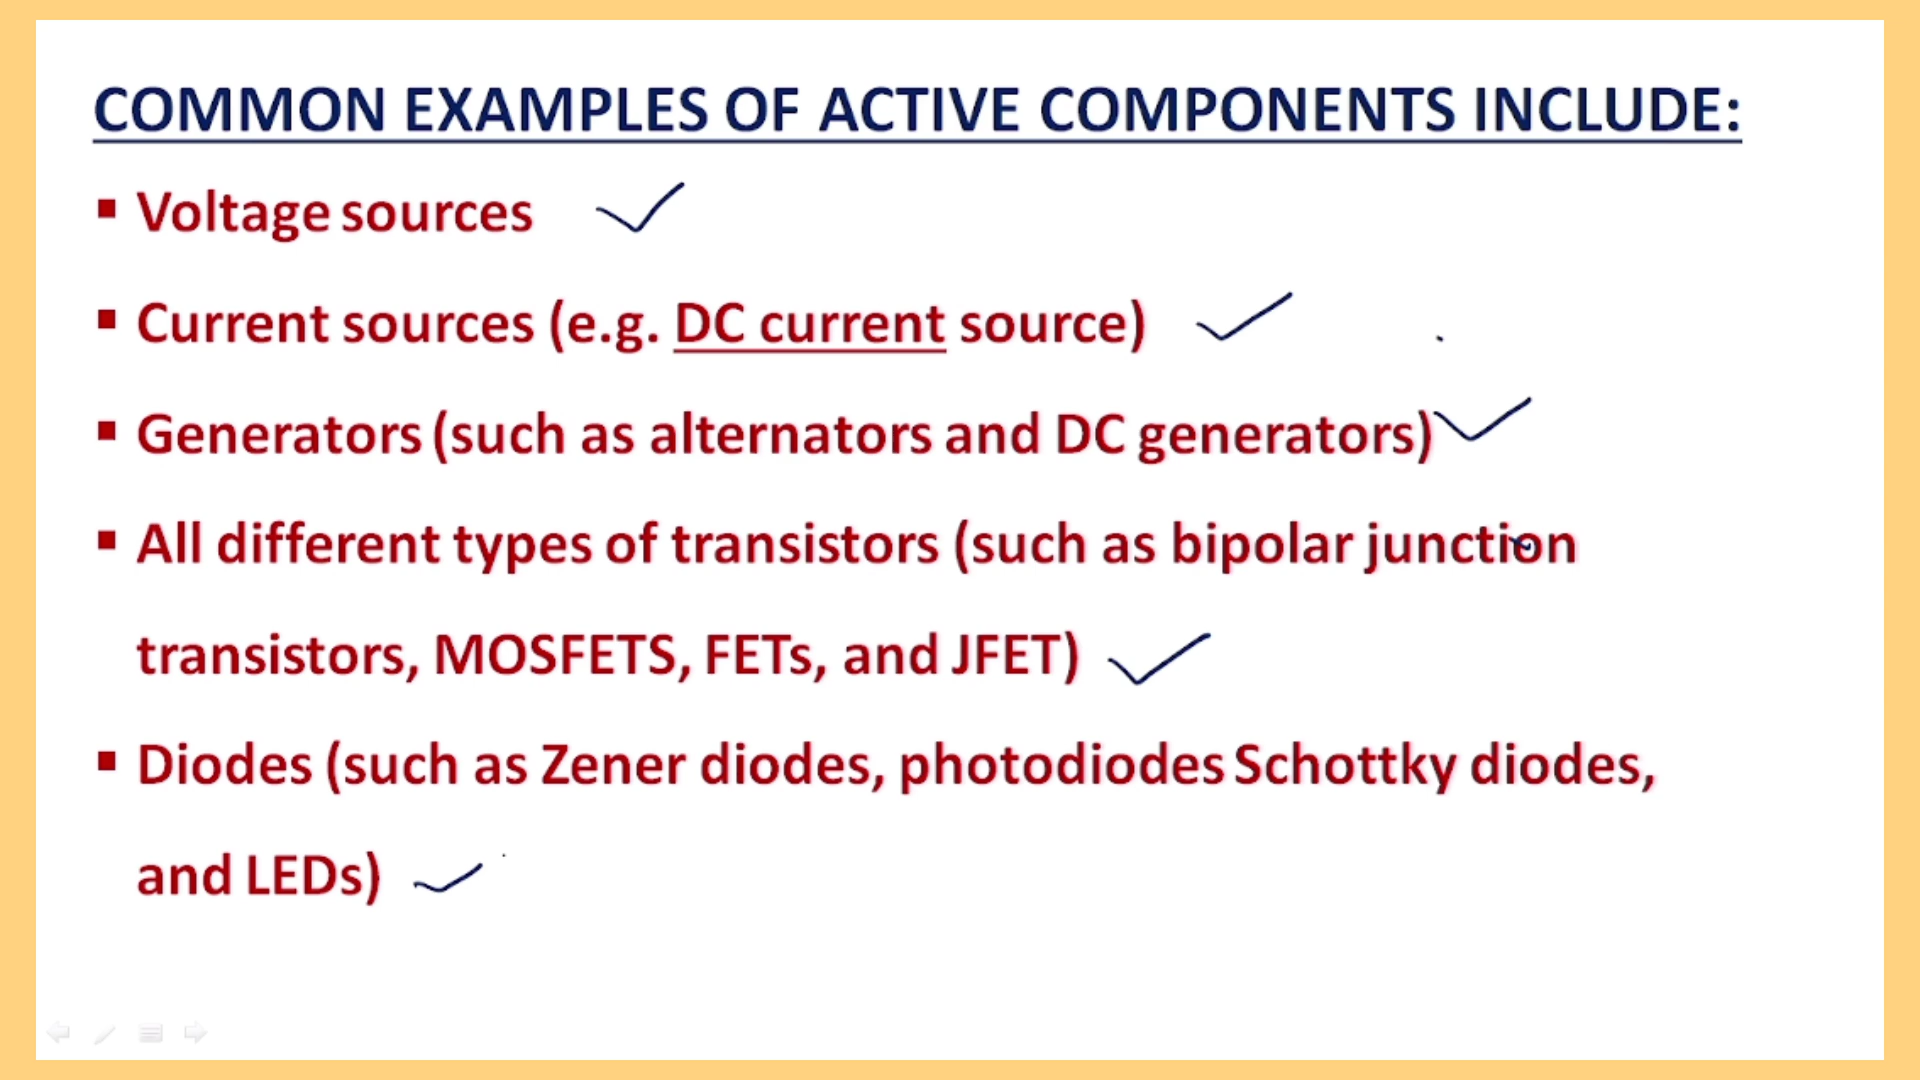 COMMON EXAMPLES OF ACTIVE COMPONENTS INCLUDE:
▪ Voltage sources
▪ Current sources (e.g. DC current source)
▪ Generators (such as alternators and DC generators)
▪ All different types of transistors (such as bipolar junction
transistors, MOSFETS, FETs, and JFET)
▪ Diodes (such as Zener diodes, photodiodes Schottky diodes,
and LEDs)